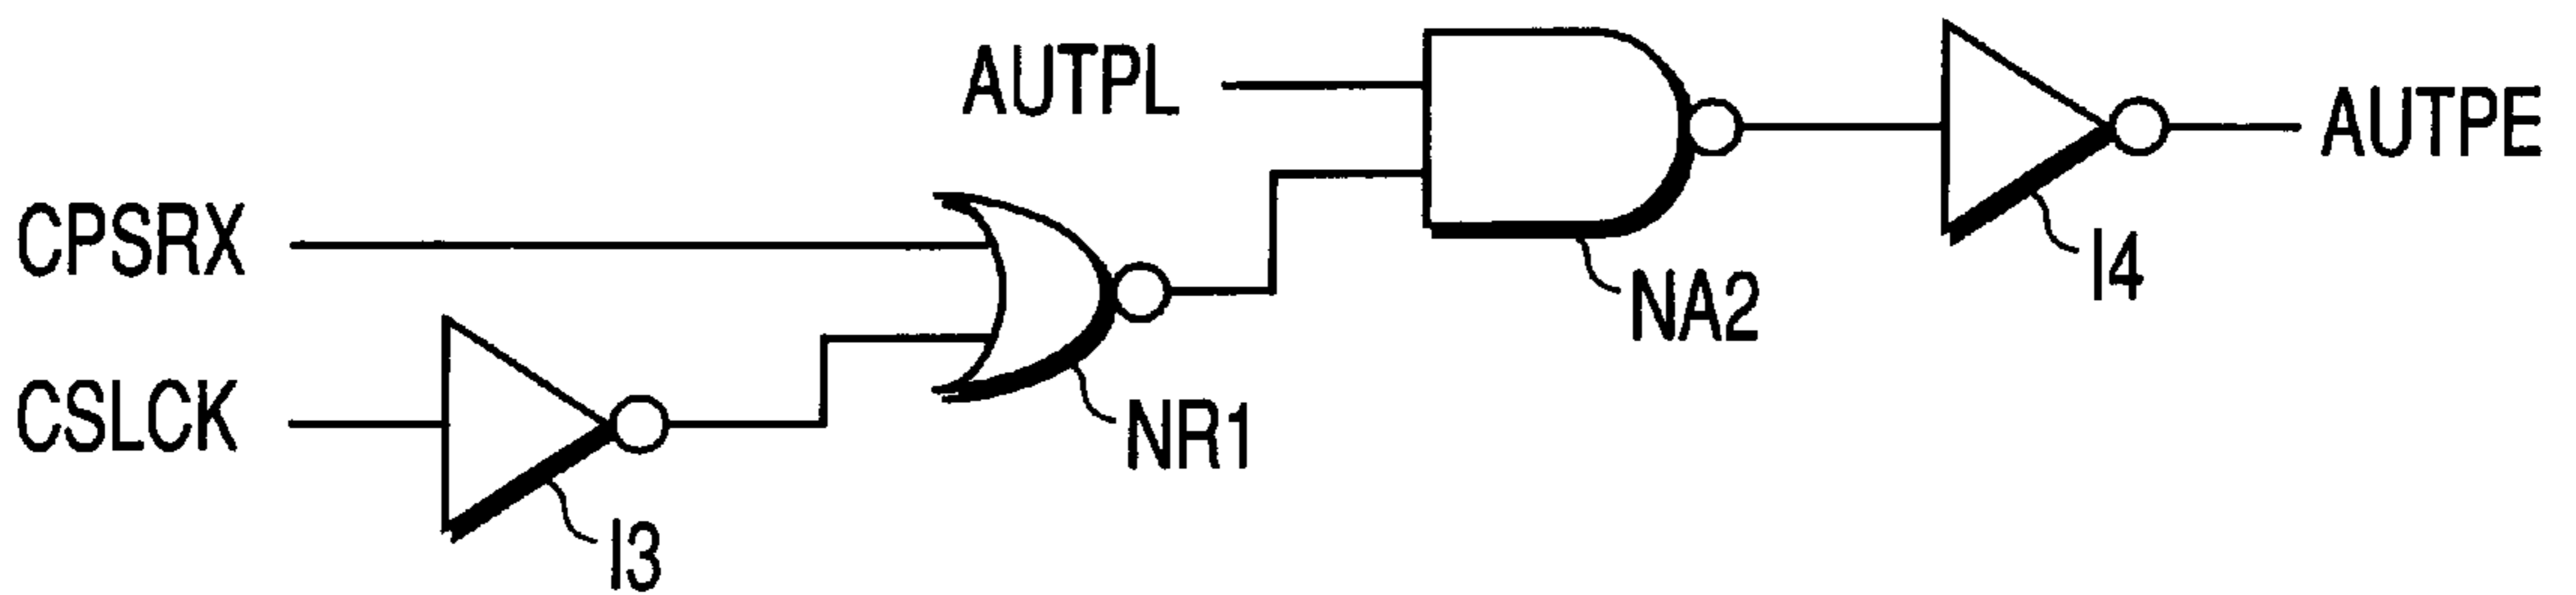 AUTPL
AUTPE
CPSRX
I4
NA2
CSLCK
NR1
I3